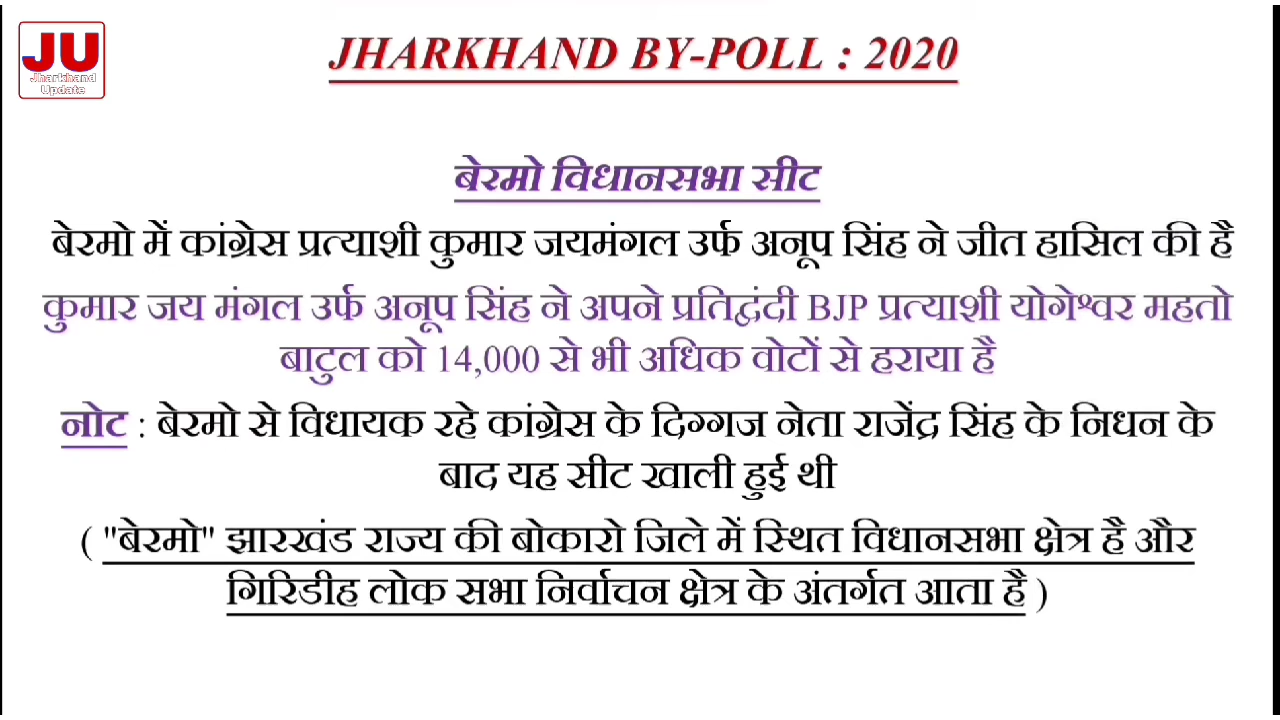 JU
Jharkhand
Update
JHARKHAND BY-POLL : 2020
बेरमो विधानसभा सीट
बेरमो में कांग्रेस प्रत्याशी कुमार जयमंगल उर्फ अनूप सिंह ने जीत हासिल की है
कुमार जय मंगल उर्फ अनूप सिंह ने अपने प्रतिद्वंदी BJP प्रत्याशी योगेश्वर महतो
बाटुल को 14,000 से भी अधिक वोटों से हराया है
नोट : बेरमो से विधायक रहे कांग्रेस के दिग्गज नेता राजेंद्र सिंह के निधन के
बाद यह सीट खाली हुई थी
( "बेरमो" झारखंड राज्य की बोकारो जिले में स्थित विधानसभा क्षेत्र है और
गिरिडीह लोक सभा निर्वाचन क्षेत्र के अंतर्गत आता है )